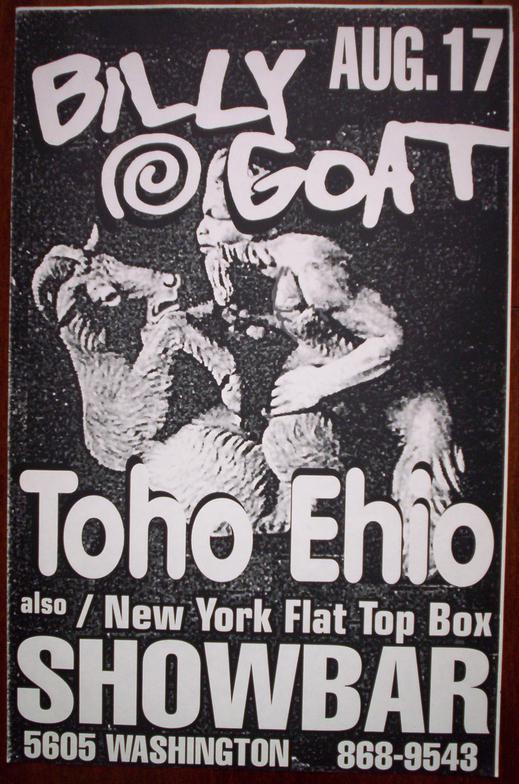 AUG.17
BILLY
GOAT
Toho Ehio
also / New York Flat Top Box
SHOWBAR
5605 WASHINGTON 868-9543